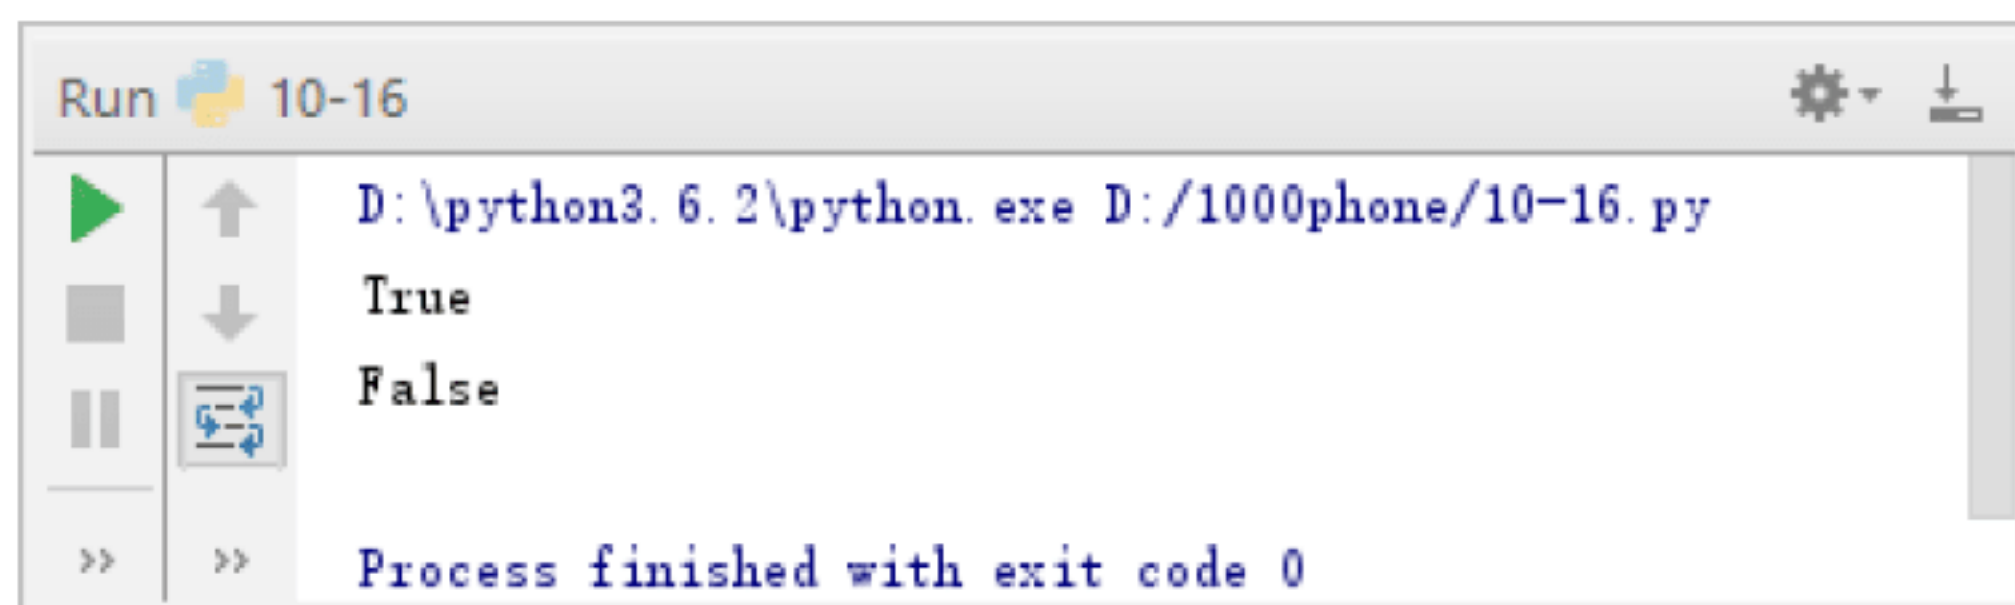 Run 10-16
D:\python3.6.2\python.exe D:/1000phone/10-16.py
True
False
Process finished with exit code 0